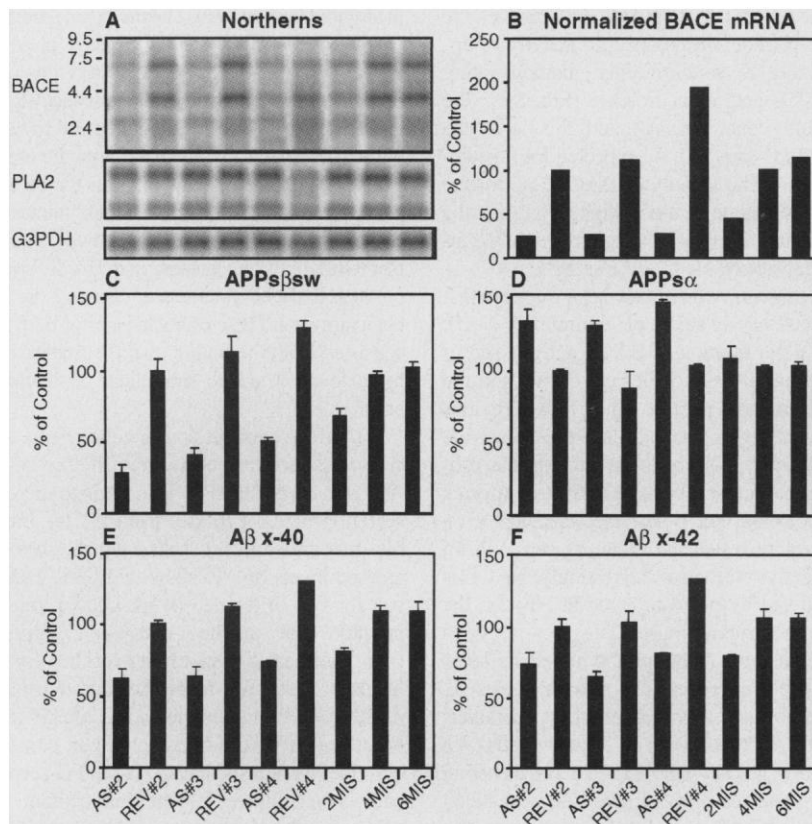 A Northerns
9.5
7.5
BACE
4.4
2.4
PLA2
G3PDH
B Normalized BACE mRNA
% of Control
250
200
150
100
50
0
C APPsβsw
% of Control
150
100
50
0
D APPsα
% of Control
150
100
50
0
E Aβ x-40
% of Control
150
100
50
0
AS#2
REV#2
AS#3
REV#3
AS#4
REV#4
2MIS
4MIS
6MIS
F Aβ x-42
% of Control
150
100
50
0
AS#2
REV#2
AS#3
REV#3
AS#4
REV#4
2MIS
4MIS
6MIS